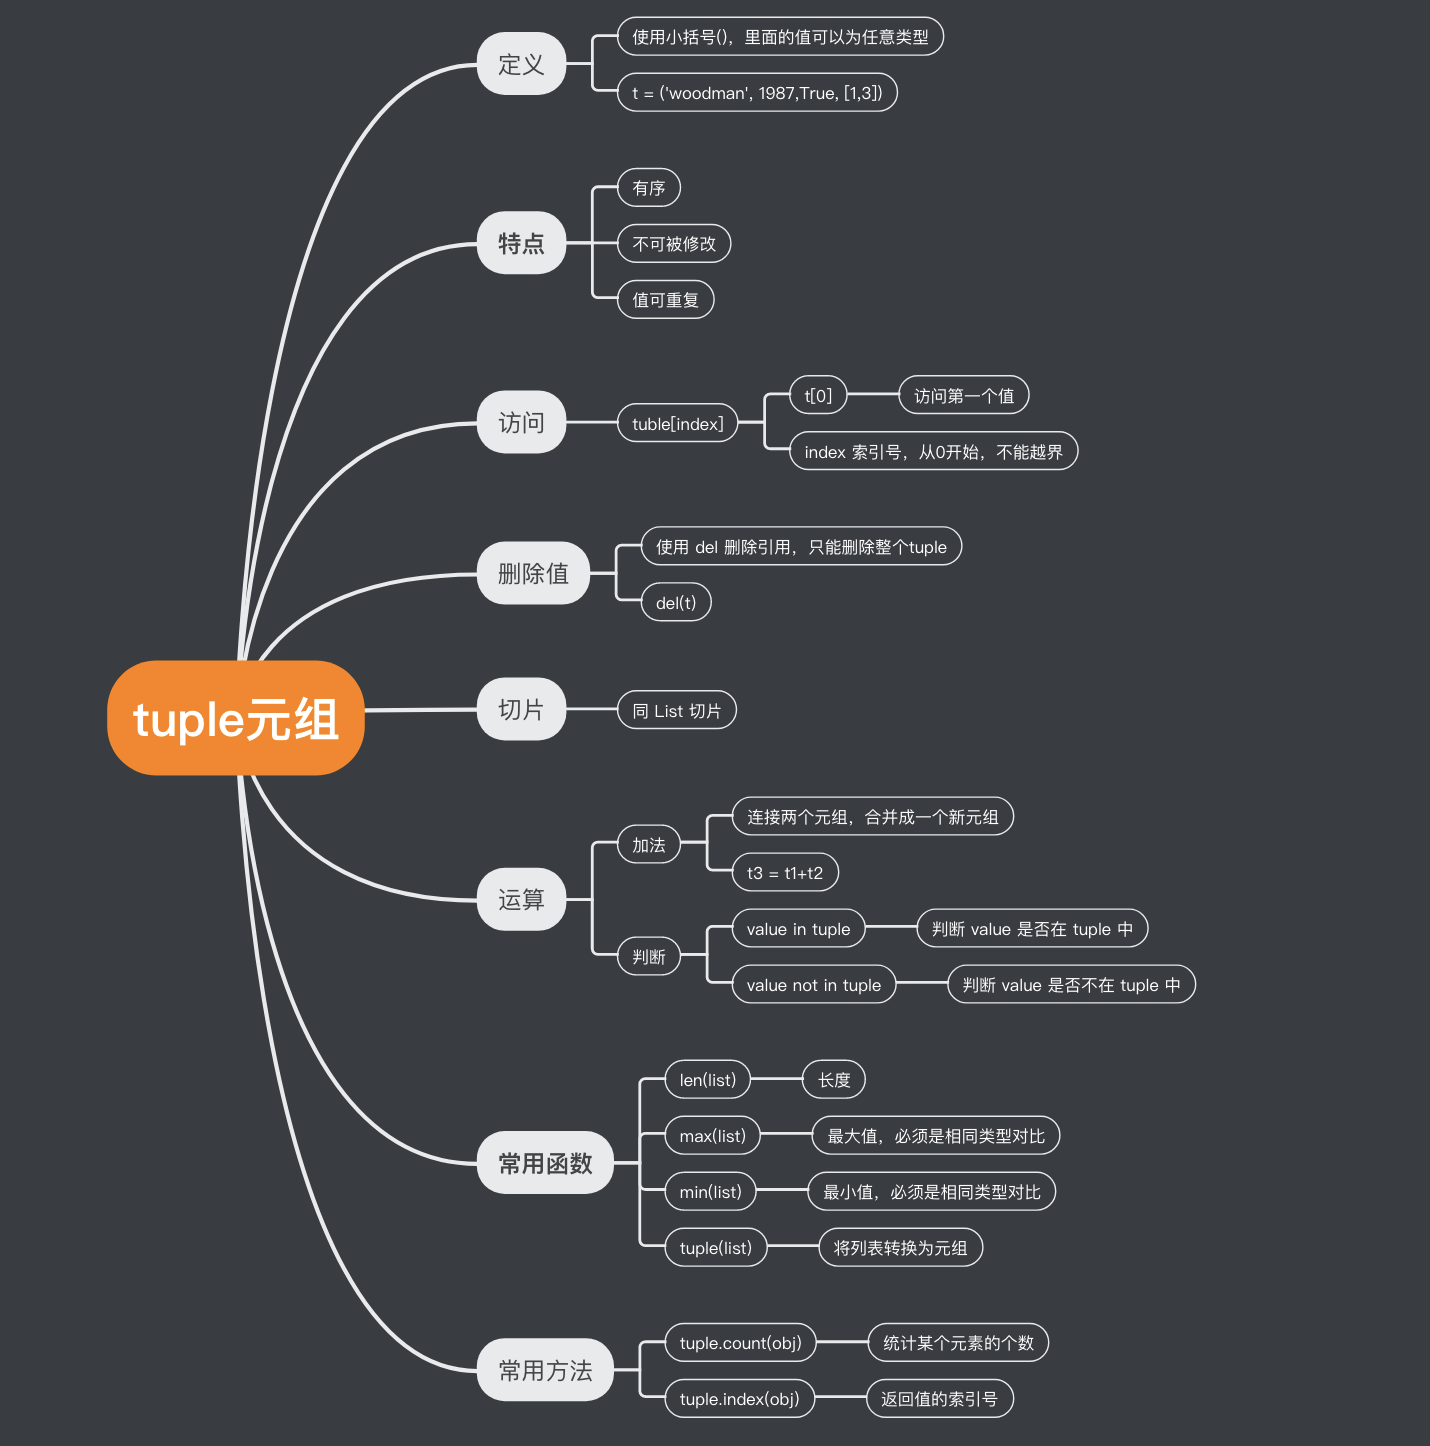 tuple元组
定义
使用小括号()，里面的值可以为任意类型
t = ('woodman', 1987,True, [1,3])
特点
有序
不可被修改
值可重复
访问
tuble[index]
t[0]
访问第一个值
index 索引号，从0开始，不能越界
删除值
使用 del 删除引用，只能删除整个tuple
del(t)
切片
同 List 切片
运算
加法
连接两个元组，合并成一个新元组
t3 = t1+t2
判断
value in tuple
判断 value 是否在 tuple 中
value not in tuple
判断 value 是否不在 tuple 中
常用函数
len(list)
长度
max(list)
最大值，必须是相同类型对比
min(list)
最小值，必须是相同类型对比
tuple(list)
将列表转换为元组
常用方法
tuple.count(obj)
统计某个元素的个数
tuple.index(obj)
返回值的索引号